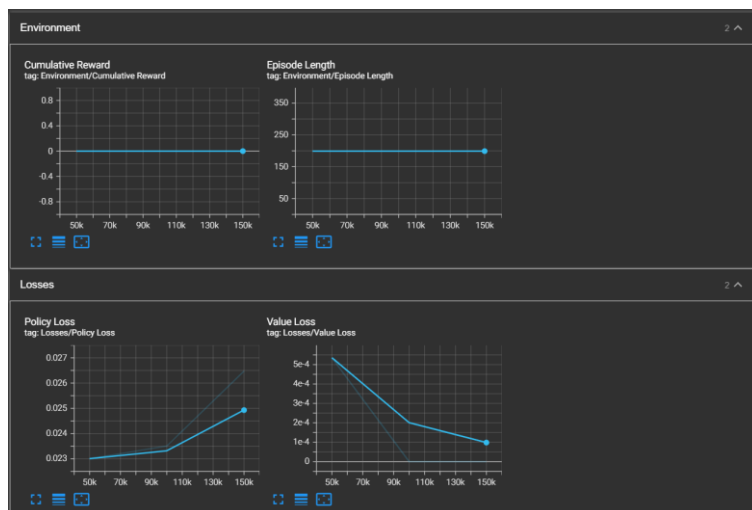 Environment
2
Cumulative Reward
tag: Environment/Cumulative Reward
0.8
0.4
0
-0.4
-0.8
50k 70k 90k 110k 130k 150k
Episode Length
tag: Environment/Episode Length
350
250
150
50
50k 70k 90k 110k 130k 150k
Losses
2
Policy Loss
tag: Losses/Policy Loss
0.027
0.026
0.025
0.024
0.023
50k 70k 90k 110k 130k 150k
Value Loss
tag: Losses/Value Loss
5e-4
4e-4
3e-4
2e-4
1e-4
0
50k 70k 90k 110k 130k 150k